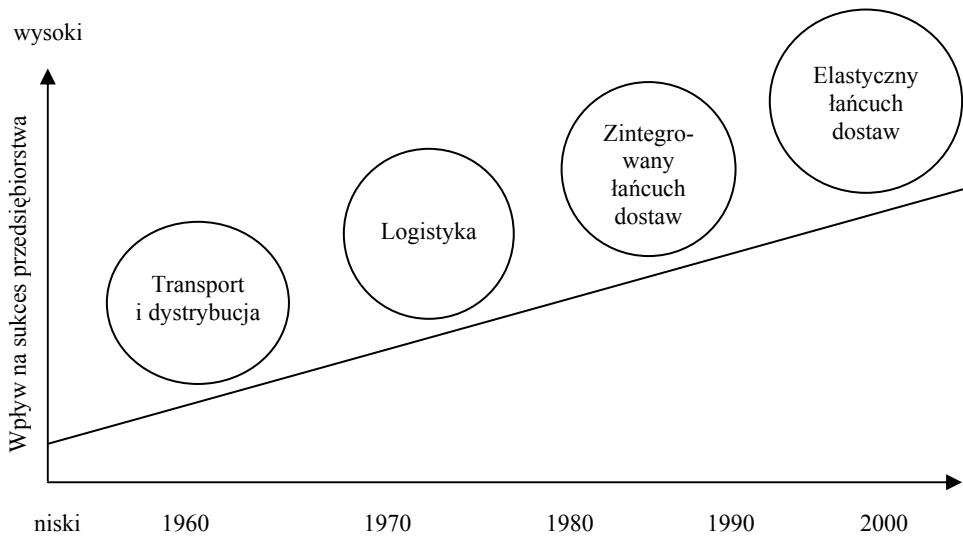 wysoki
Wpływ na sukces przedsiębiorstwa
Transport
i dystrybucja
Logistyka
Zintegro-
wany
łańcuch
dostaw
Elastyczny
łańcuch
dostaw
niski 1960 1970 1980 1990 2000